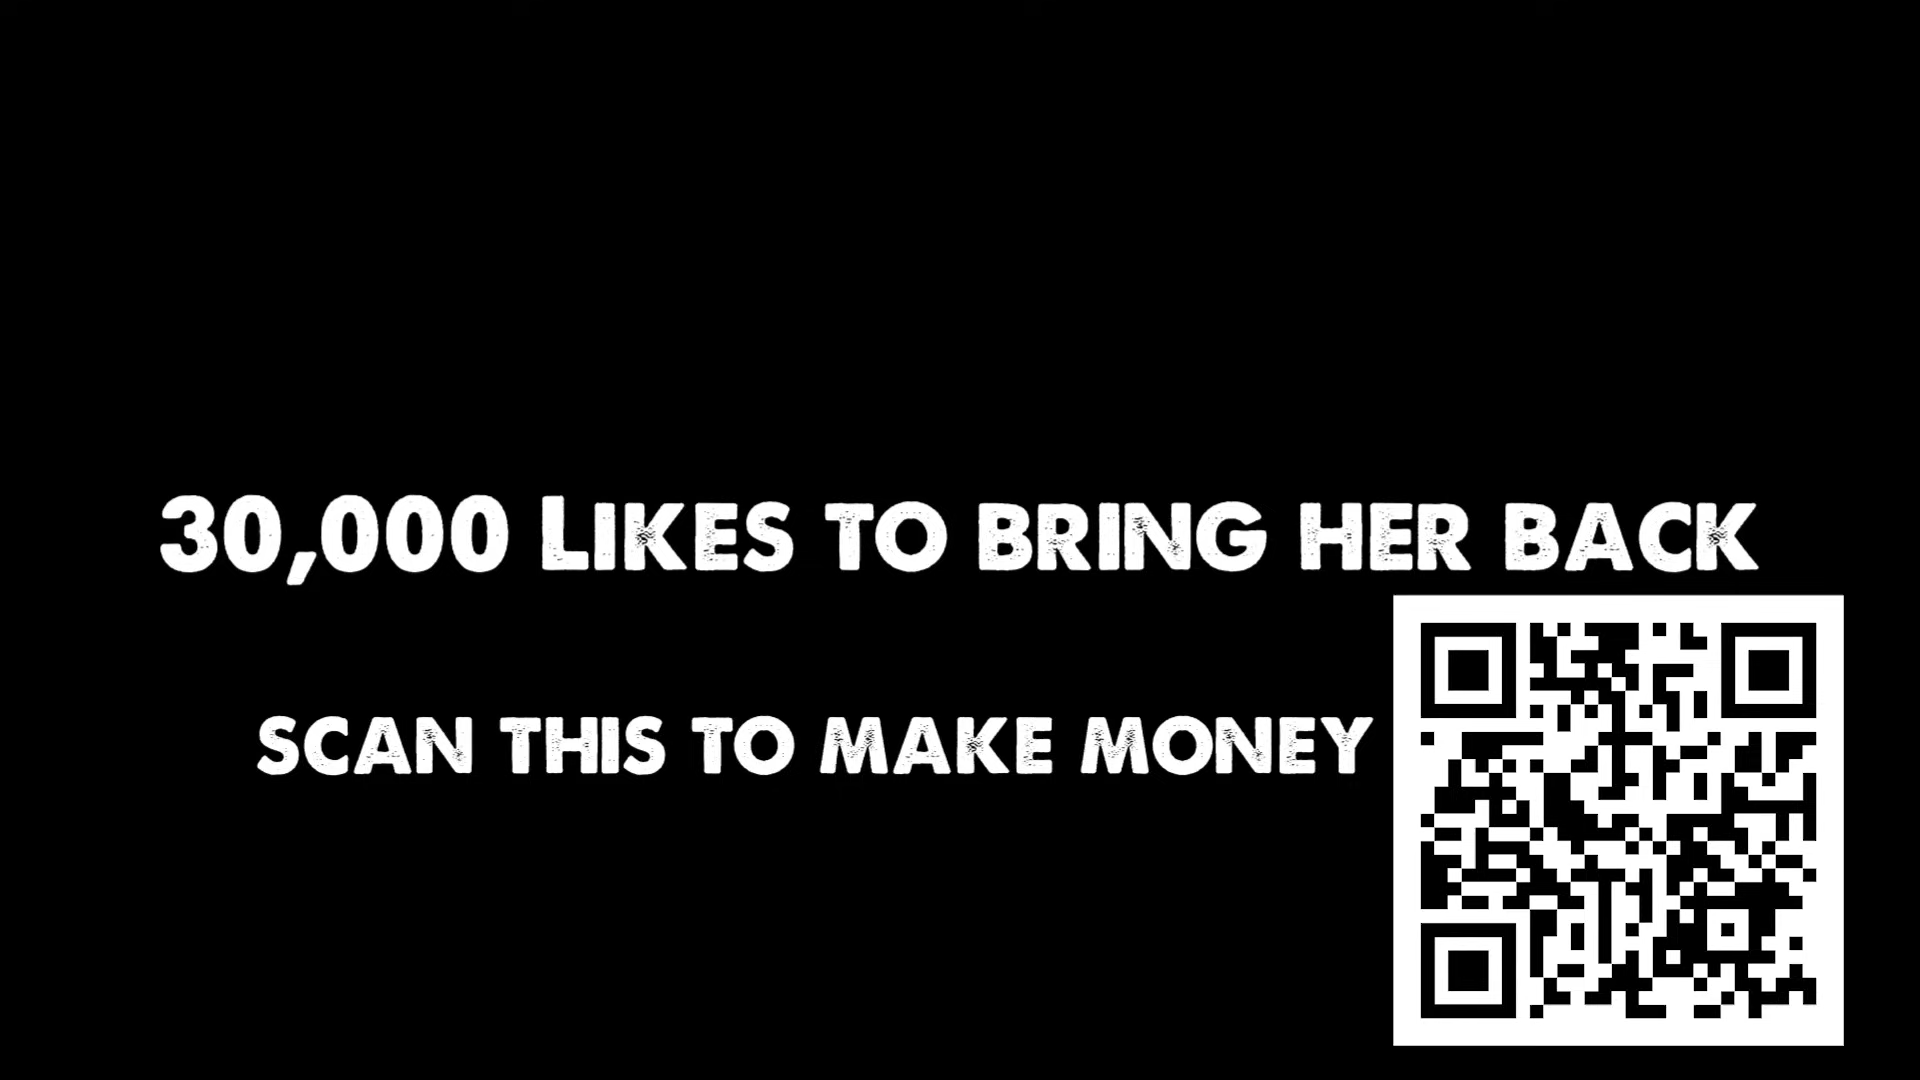 30,000 Likes to bring her back
scan this to make money